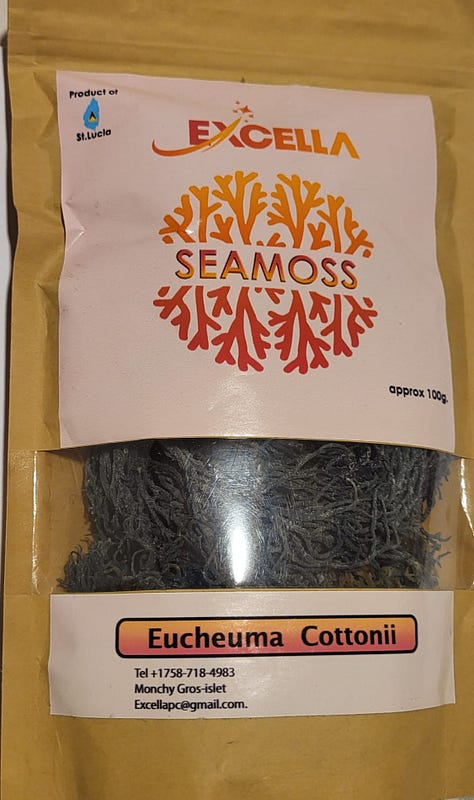 Product of
St.Lucia
EXCELLA
SEAMOSS
approx 100g.
Eucheuma Cottonii
Tel +1758-718-4983
Monchy Gros-islet
Excellapc@gmail.com.